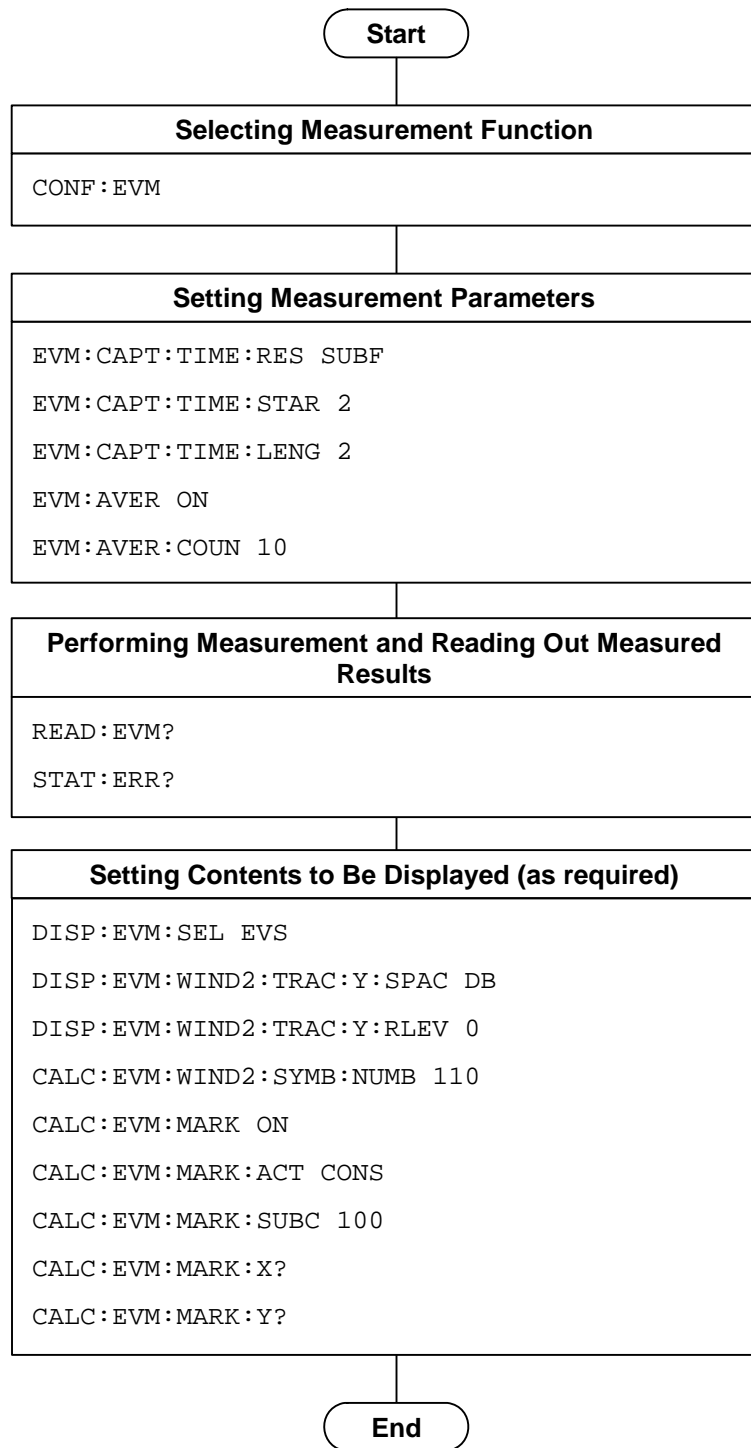 Start
Selecting Measurement Function
CONF:EVM
Setting Measurement Parameters
EVM:CAPT:TIME:RES SUBF
EVM:CAPT:TIME:STAR 2
EVM:CAPT:TIME:LENG 2
EVM:AVER ON
EVM:AVER:COUN 10
Performing Measurement and Reading Out Measured
Results
READ:EVM?
STAT:ERR?
Setting Contents to Be Displayed (as required)
DISP:EVM:SEL EVS
DISP:EVM:WIND2:TRAC:Y:SPAC DB
DISP:EVM:WIND2:TRAC:Y:RLEV 0
CALC:EVM:WIND2:SYMB:NUMB 110
CALC:EVM:MARK ON
CALC:EVM:MARK:ACT CONS
CALC:EVM:MARK:SUBC 100
CALC:EVM:MARK:X?
CALC:EVM:MARK:Y?
End